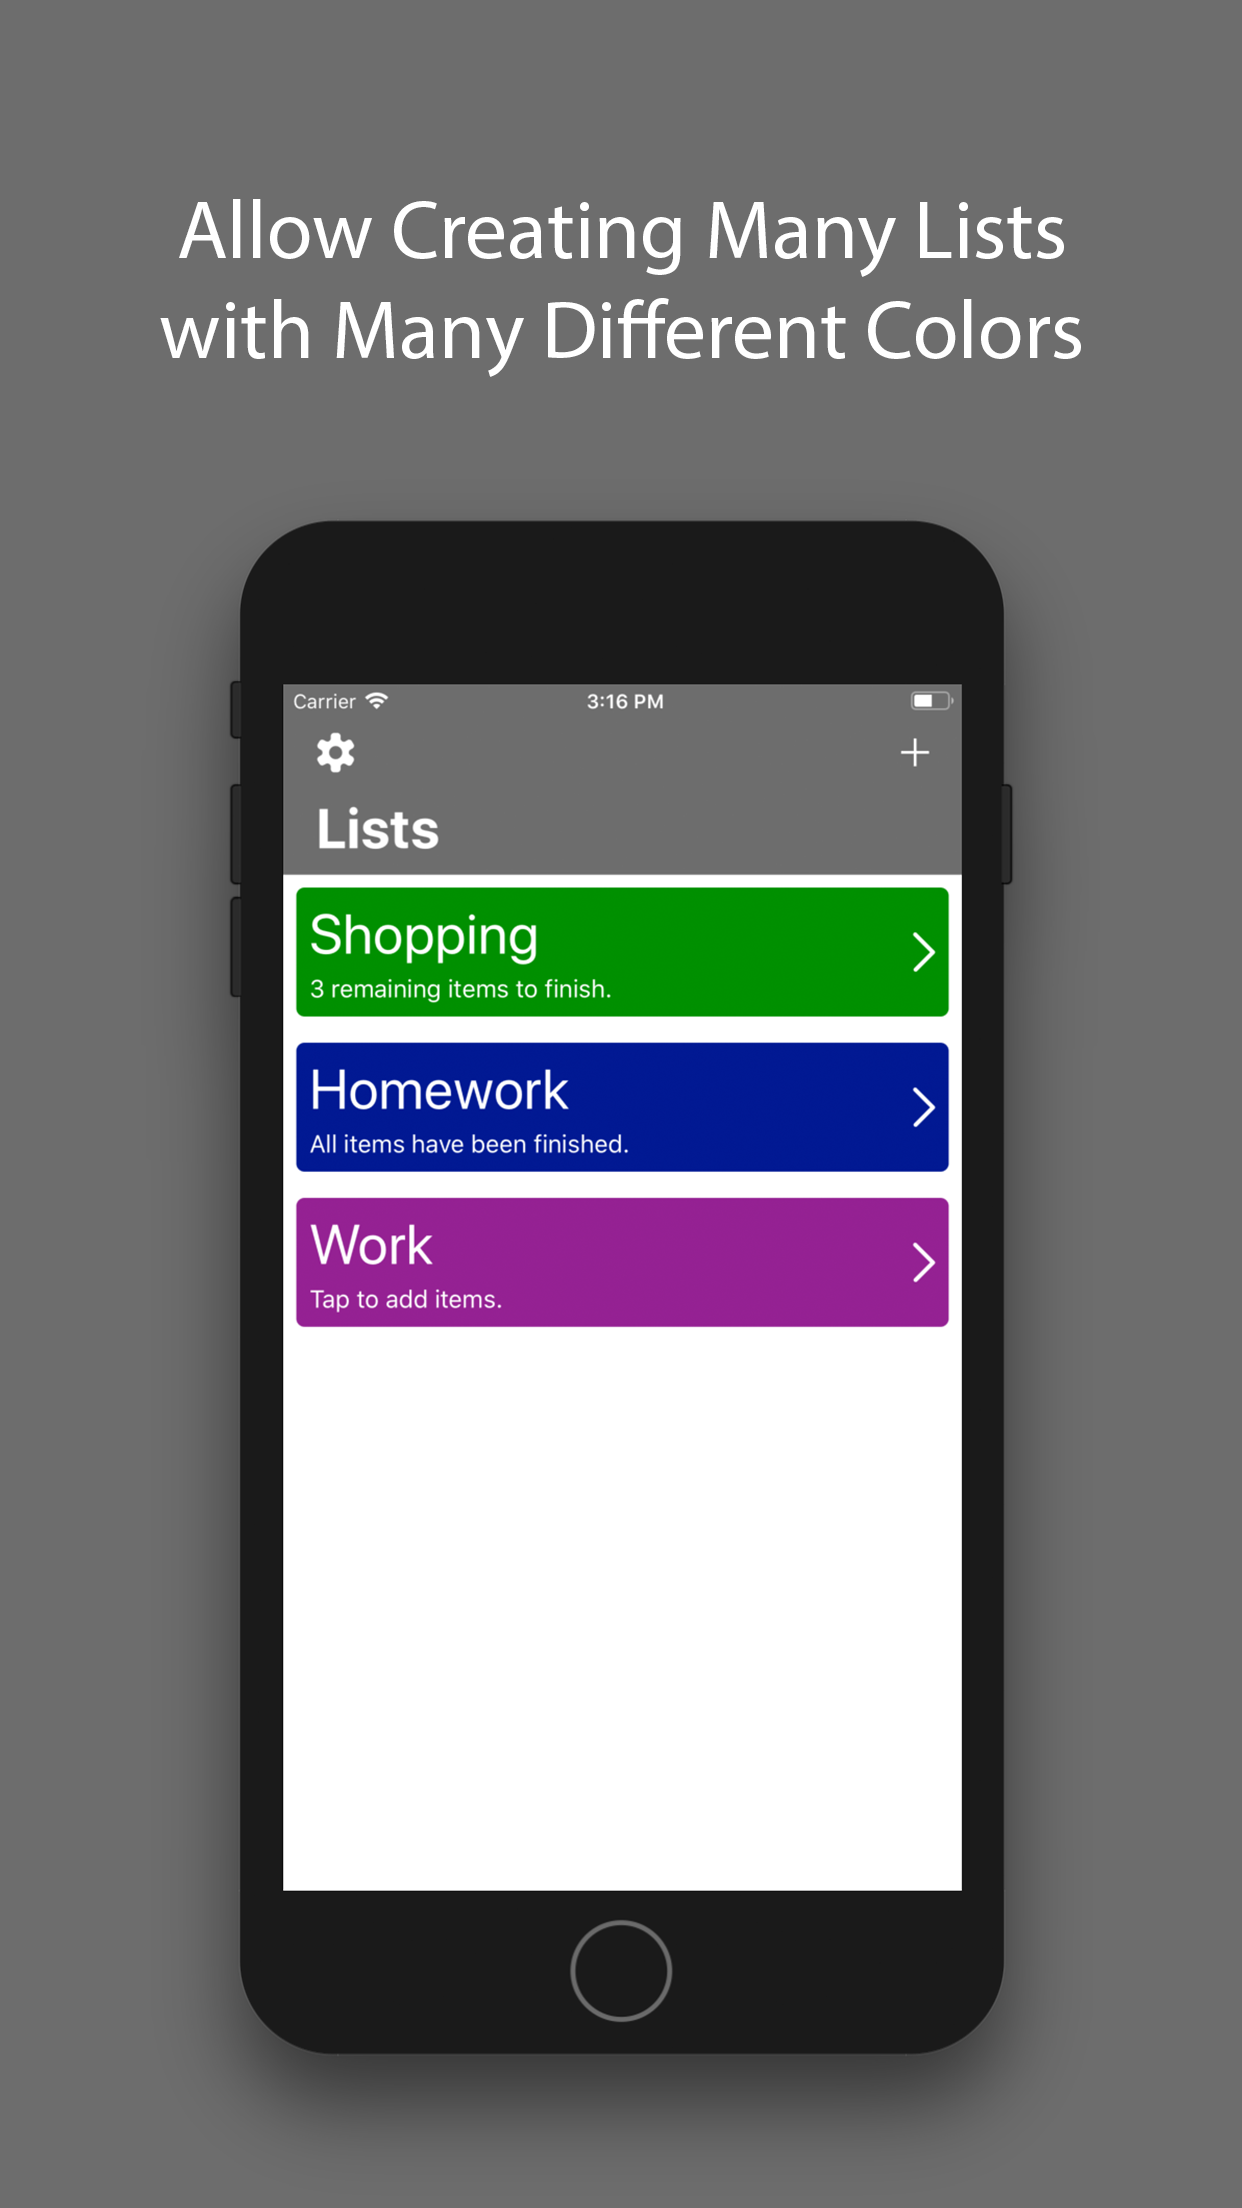 Allow Creating Many Lists
with Many Different Colors
Carrier 3:16 PM
Lists
Shopping
3 remaining items to finish.
Homework
All items have been finished.
Work
Tap to add items.